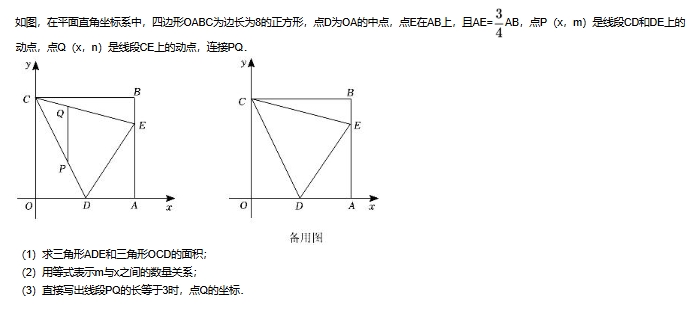 如图，在平面直角坐标系中，四边形OABC为边长为8的正方形，点D为OA的中点，点E在AB上，且AE=$\frac{3}{4}$AB，点P（x，m）是线段CD和DE上的
动点，点Q（x，n）是线段CE上的动点，连接PQ．
y
C
B
Q
E
P
O
D
A
x
y
C
B
E
O
D
A
x
备用图
（1）求三角形ADE和三角形OCD的面积；
（2）用等式表示m与x之间的数量关系；
（3）直接写出线段PQ的长等于3时，点Q的坐标．